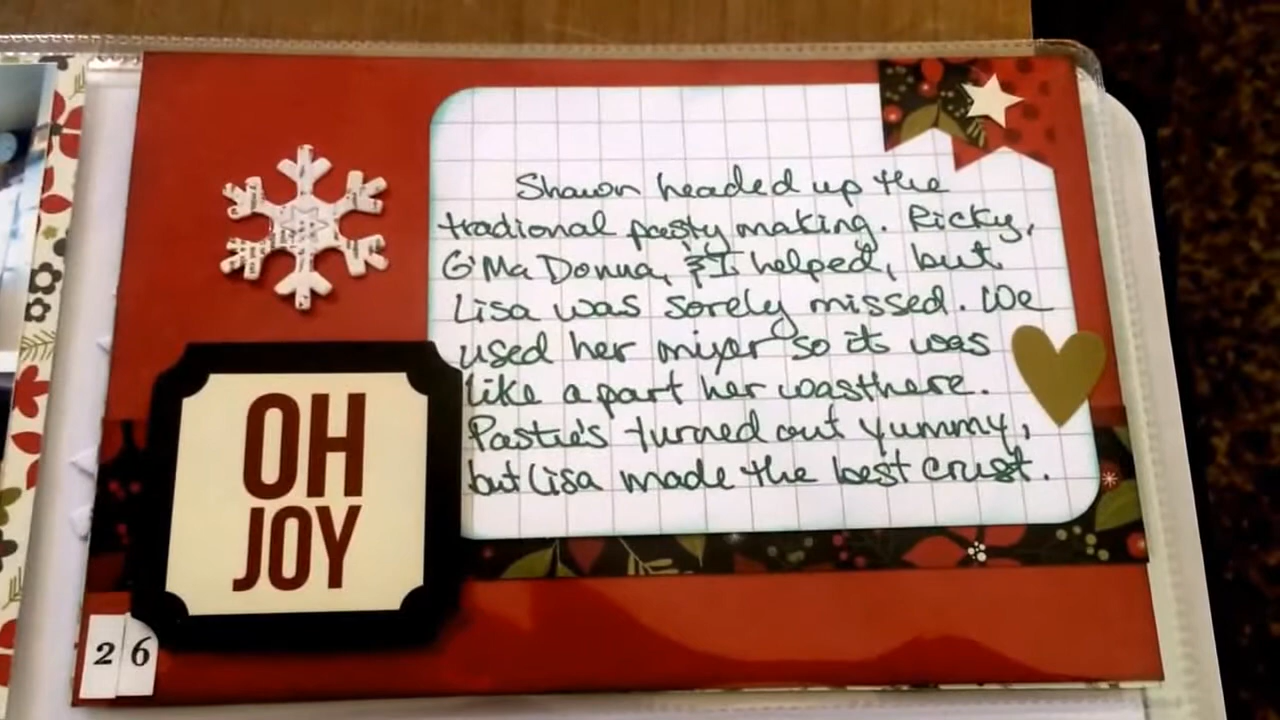 Shawn headed up the
tradional pasty making. Ricky,
G'Ma Donna, & I helped, but
Lisa was sorely missed. We
used her mixer so it was
like a part her was there.
Pastie's turned out yummy,
but Lisa made the best crust.
OH
JOY
26